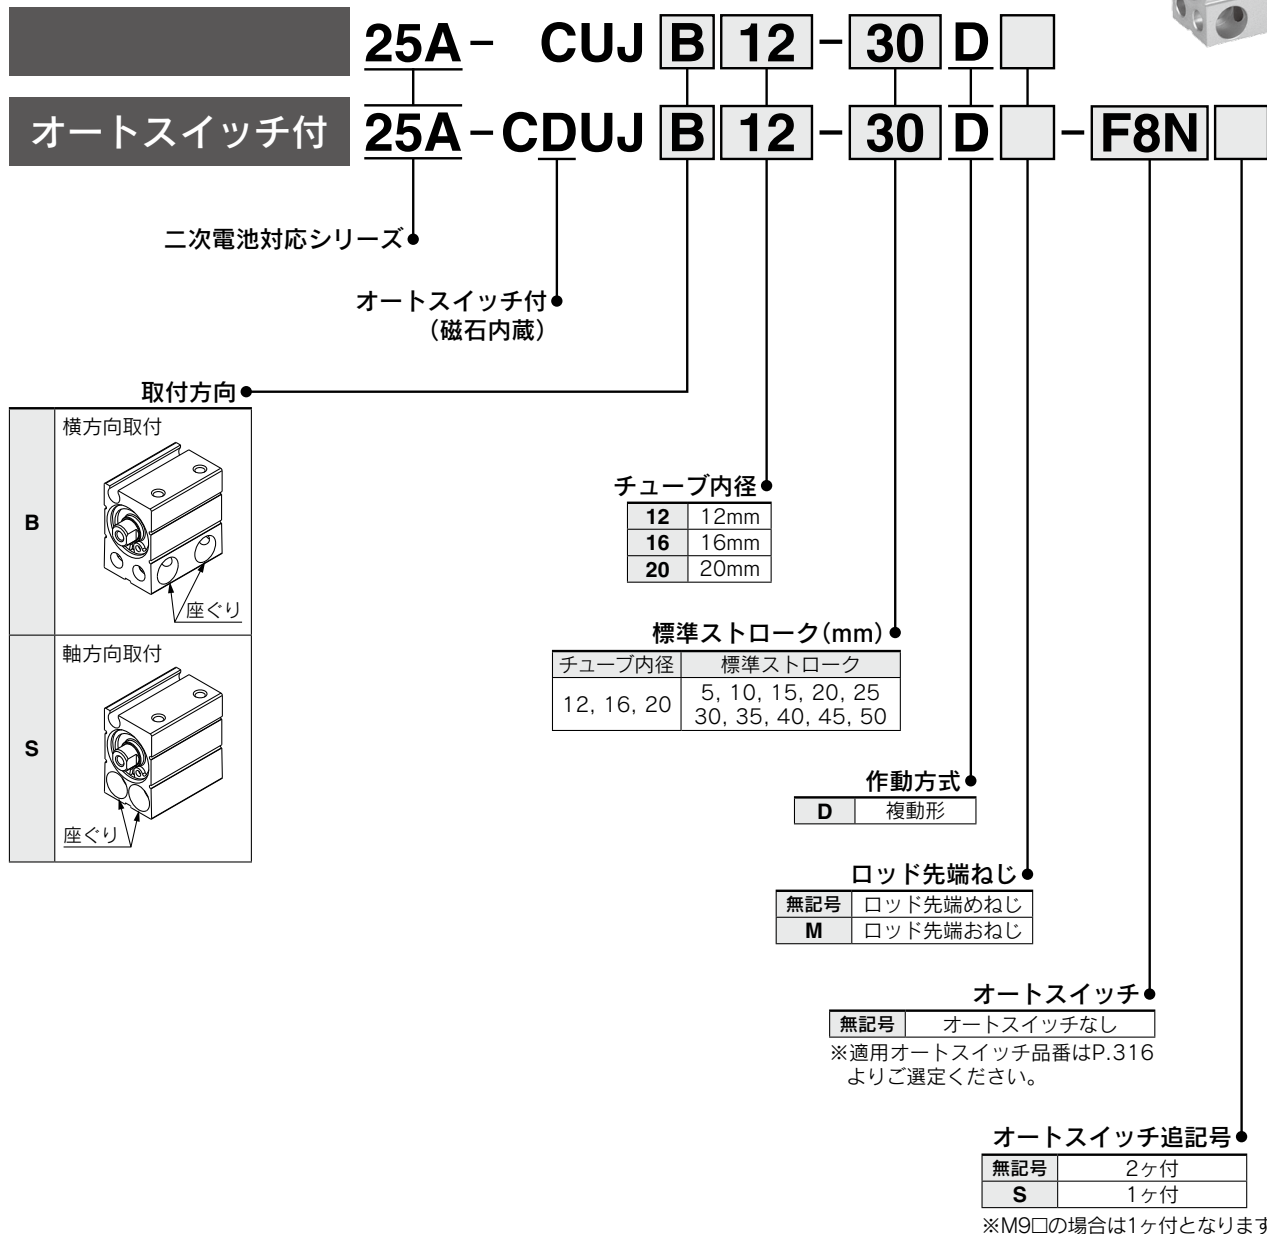 25A- CUJ B 12 - 30 D
オートスイッチ付 25A-CDUJ B 12 - 30 D - F8N
二次電池対応シリーズ
オートスイッチ付
(磁石内蔵)
取付方向
B 横方向取付
座ぐり
S 軸方向取付
座ぐり
チューブ内径
12 12mm
16 16mm
20 20mm
標準ストローク(mm)
チューブ内径 標準ストローク
12, 16, 20 5, 10, 15, 20, 25
30, 35, 40, 45, 50
作動方式
D 複動形
ロッド先端ねじ
無記号 ロッド先端めねじ
M ロッド先端おねじ
オートスイッチ
無記号 オートスイッチなし
※適用オートスイッチ品番はP.316
よりご選定ください。
オートスイッチ追記号
無記号 2ヶ付
S 1ヶ付
※M9□の場合は1ヶ付となります